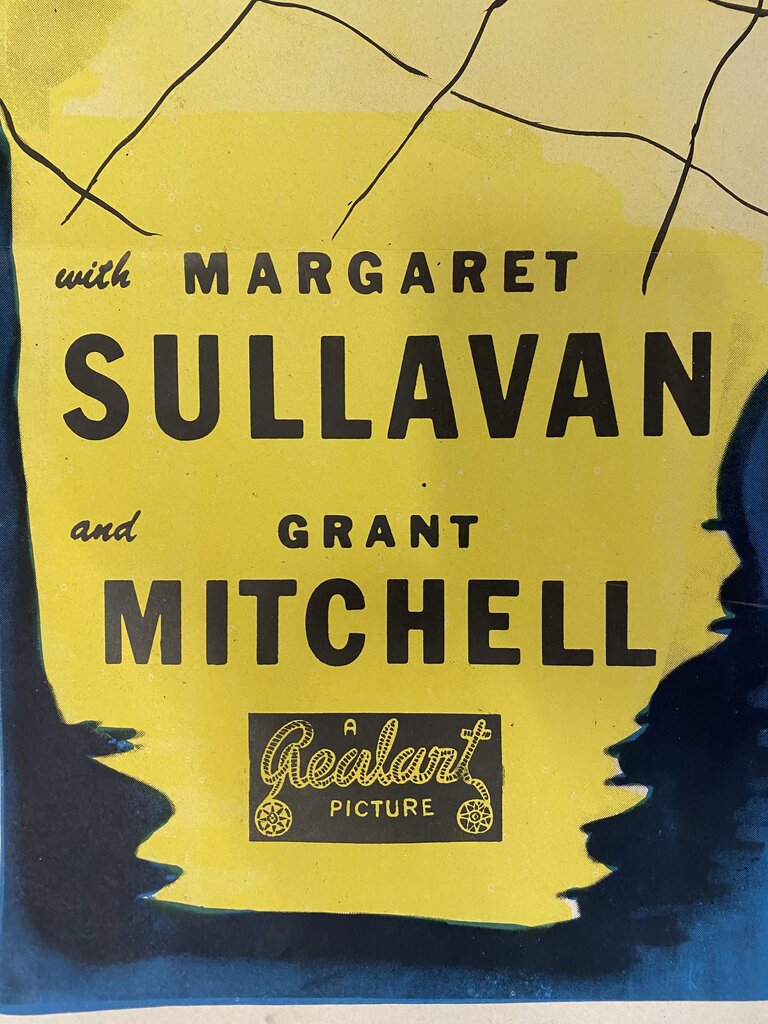 with MARGARET
SULLAVAN
and GRANT
MITCHELL
A
Realart
PICTURE